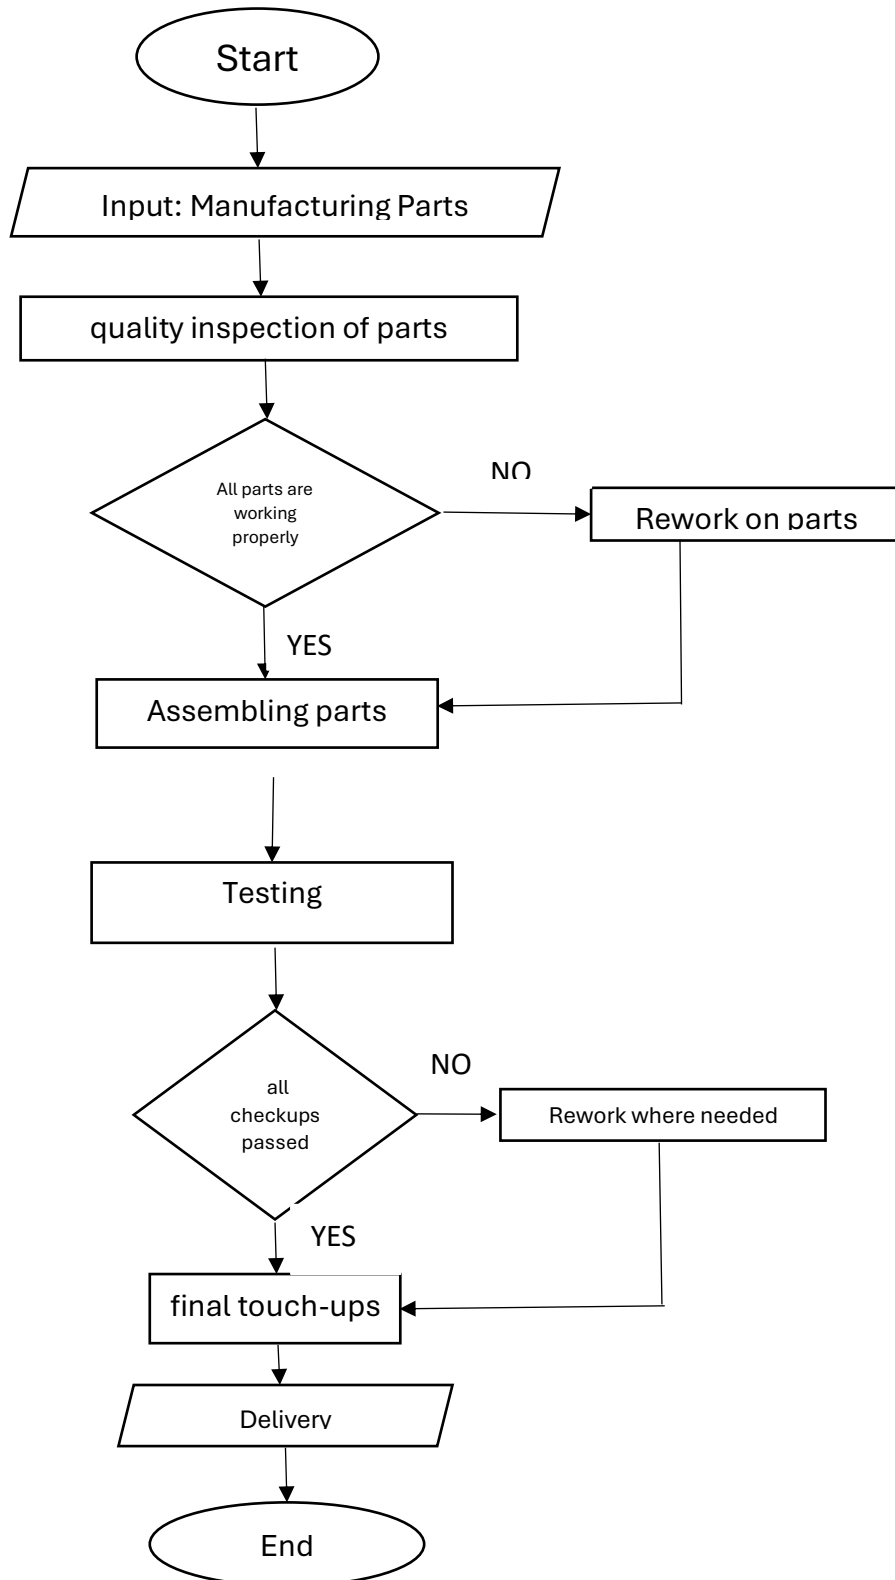 Start
Input: Manufacturing Parts
quality inspection of parts
All parts are
working
properly
NO
Rework on parts
YES
Assembling parts
Testing
all
checkups
passed
NO
Rework where needed
YES
final touch-ups
Delivery
End